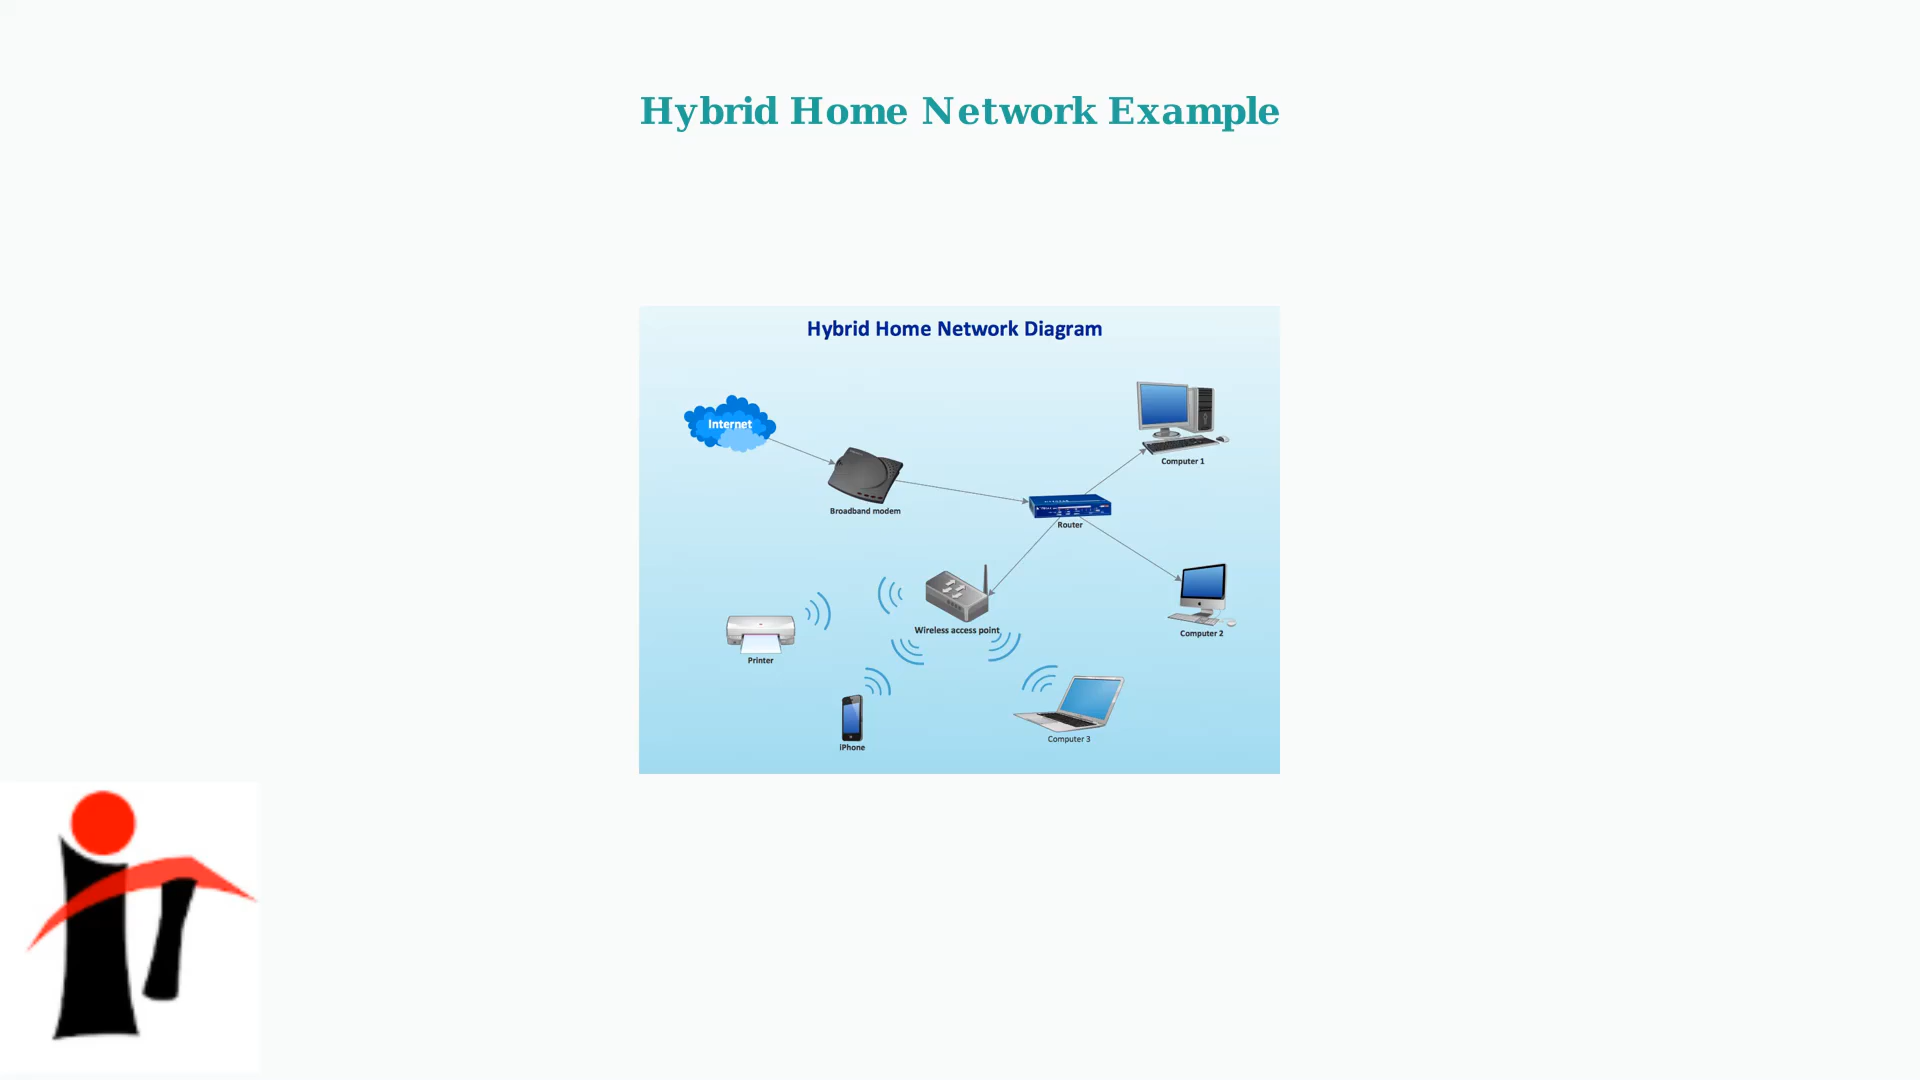 Hybrid Home Network Example
Hybrid Home Network Diagram
Internet
Computer 1
Broadband modem
Router
Wireless access point
Computer 2
Printer
Computer 3
iPhone